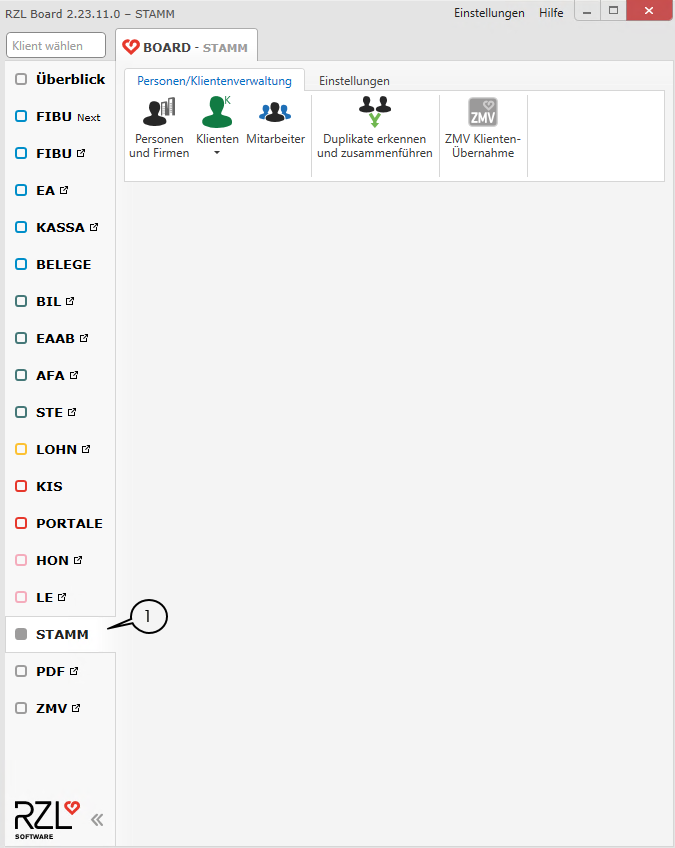 RZL Board 2.23.11.0 – STAMM
Einstellungen Hilfe
Klient wählen
BOARD - STAMM
Personen/Klientenverwaltung Einstellungen
K
ZMV
Personen und Firmen
Klienten
Mitarbeiter
Duplikate erkennen
und zusammenführen
ZMV Klienten-
Übernahme
Überblick
FIBU Next
FIBU
EA
KASSA
BELEGE
BIL
EAAB
AFA
STE
LOHN
KIS
PORTALE
HON
LE
STAMM
1
PDF
ZMV
RZL
SOFTWARE